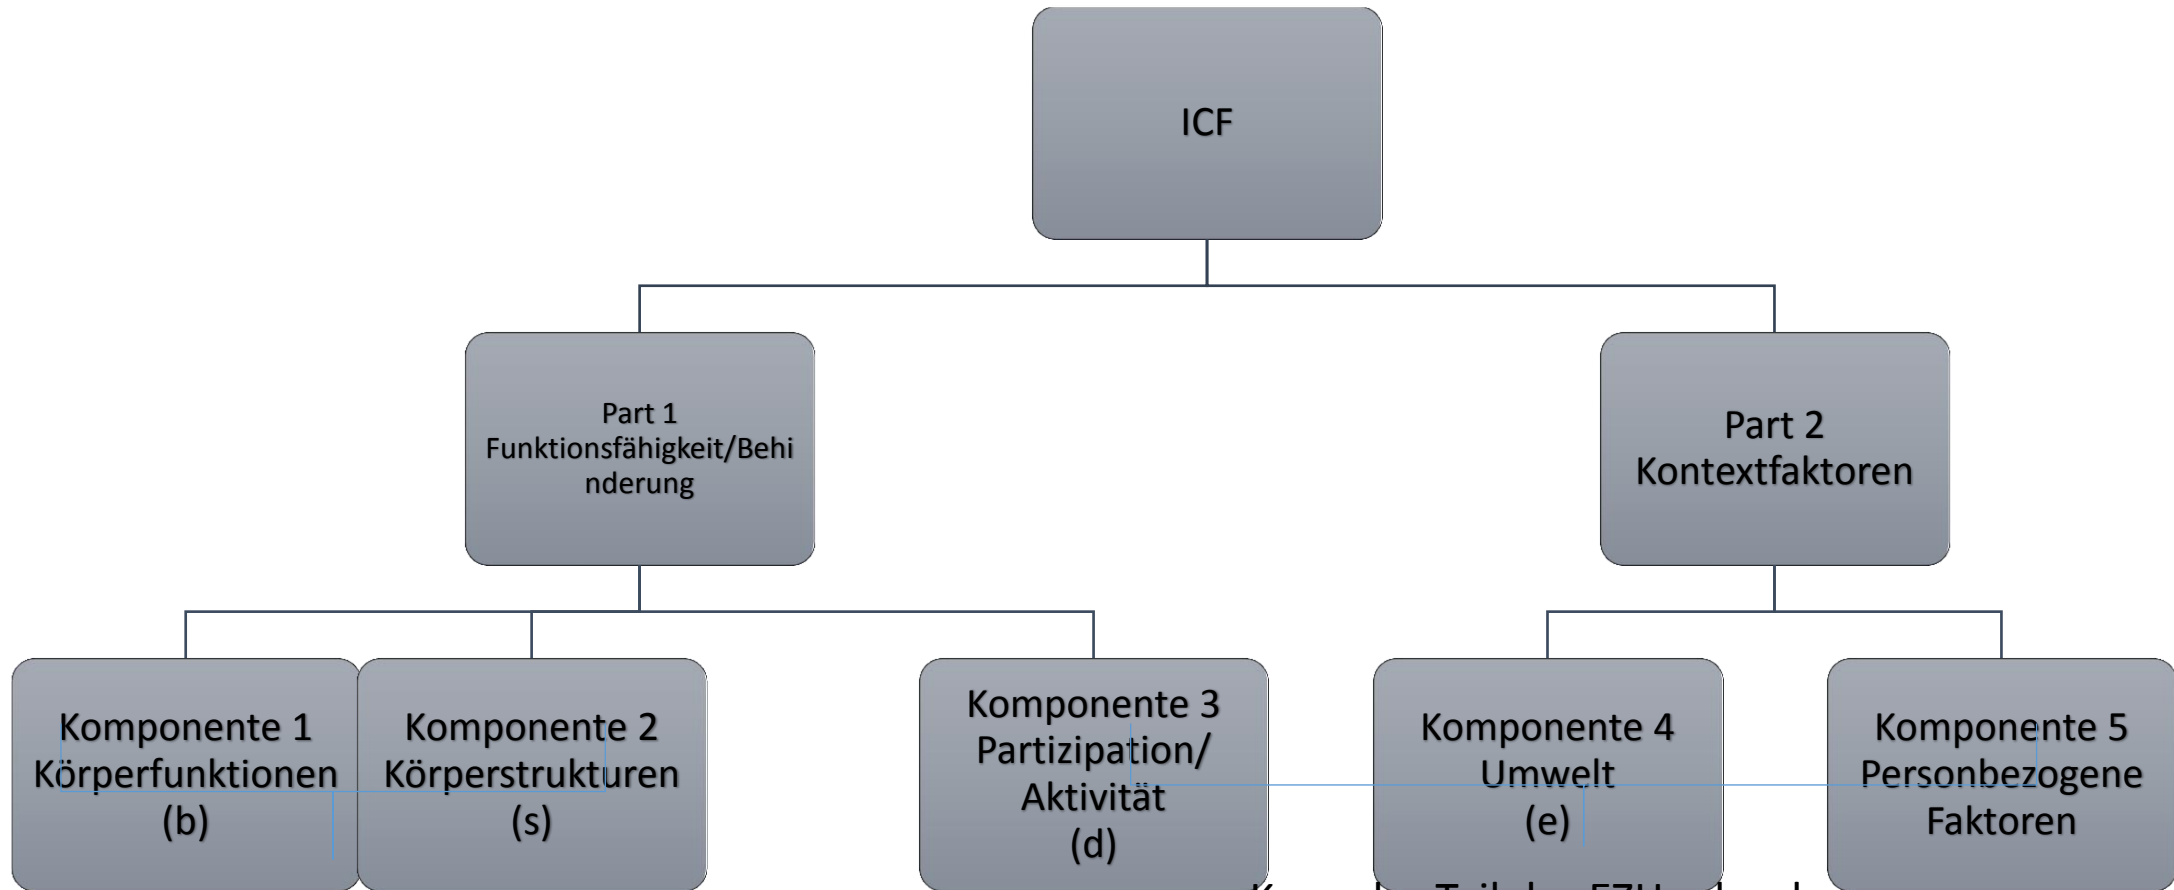 ICF
Part 1
Funktionsfähigkeit/Behi
nderung
Part 2
Kontextfaktoren
Komponente 1
Körperfunktionen
(b)
Komponente 2
Körperstrukturen
(s)
Komponente 3
Partizipation/
Aktivität
(d)
Komponente 4
Umwelt
(e)
Komponente 5
Personbezogene
Faktoren